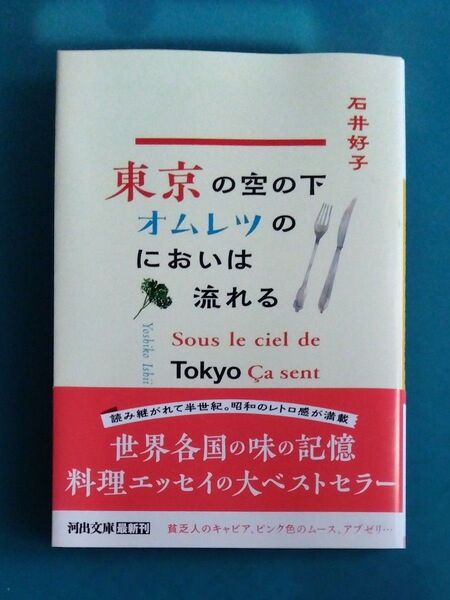 石井好子
東京の空の下
オムレツの
においは
流れる
Yoshiko Ishii
Sous le ciel de
Tokyo Ça sent
読み継がれて半世紀。昭和のレトロ感が満載
世界各国の味の記憶
料理エッセイの大ベストセラー
河出文庫 最新刊
貧乏人のキャビア、ピンク色のムース、アブゼリ…